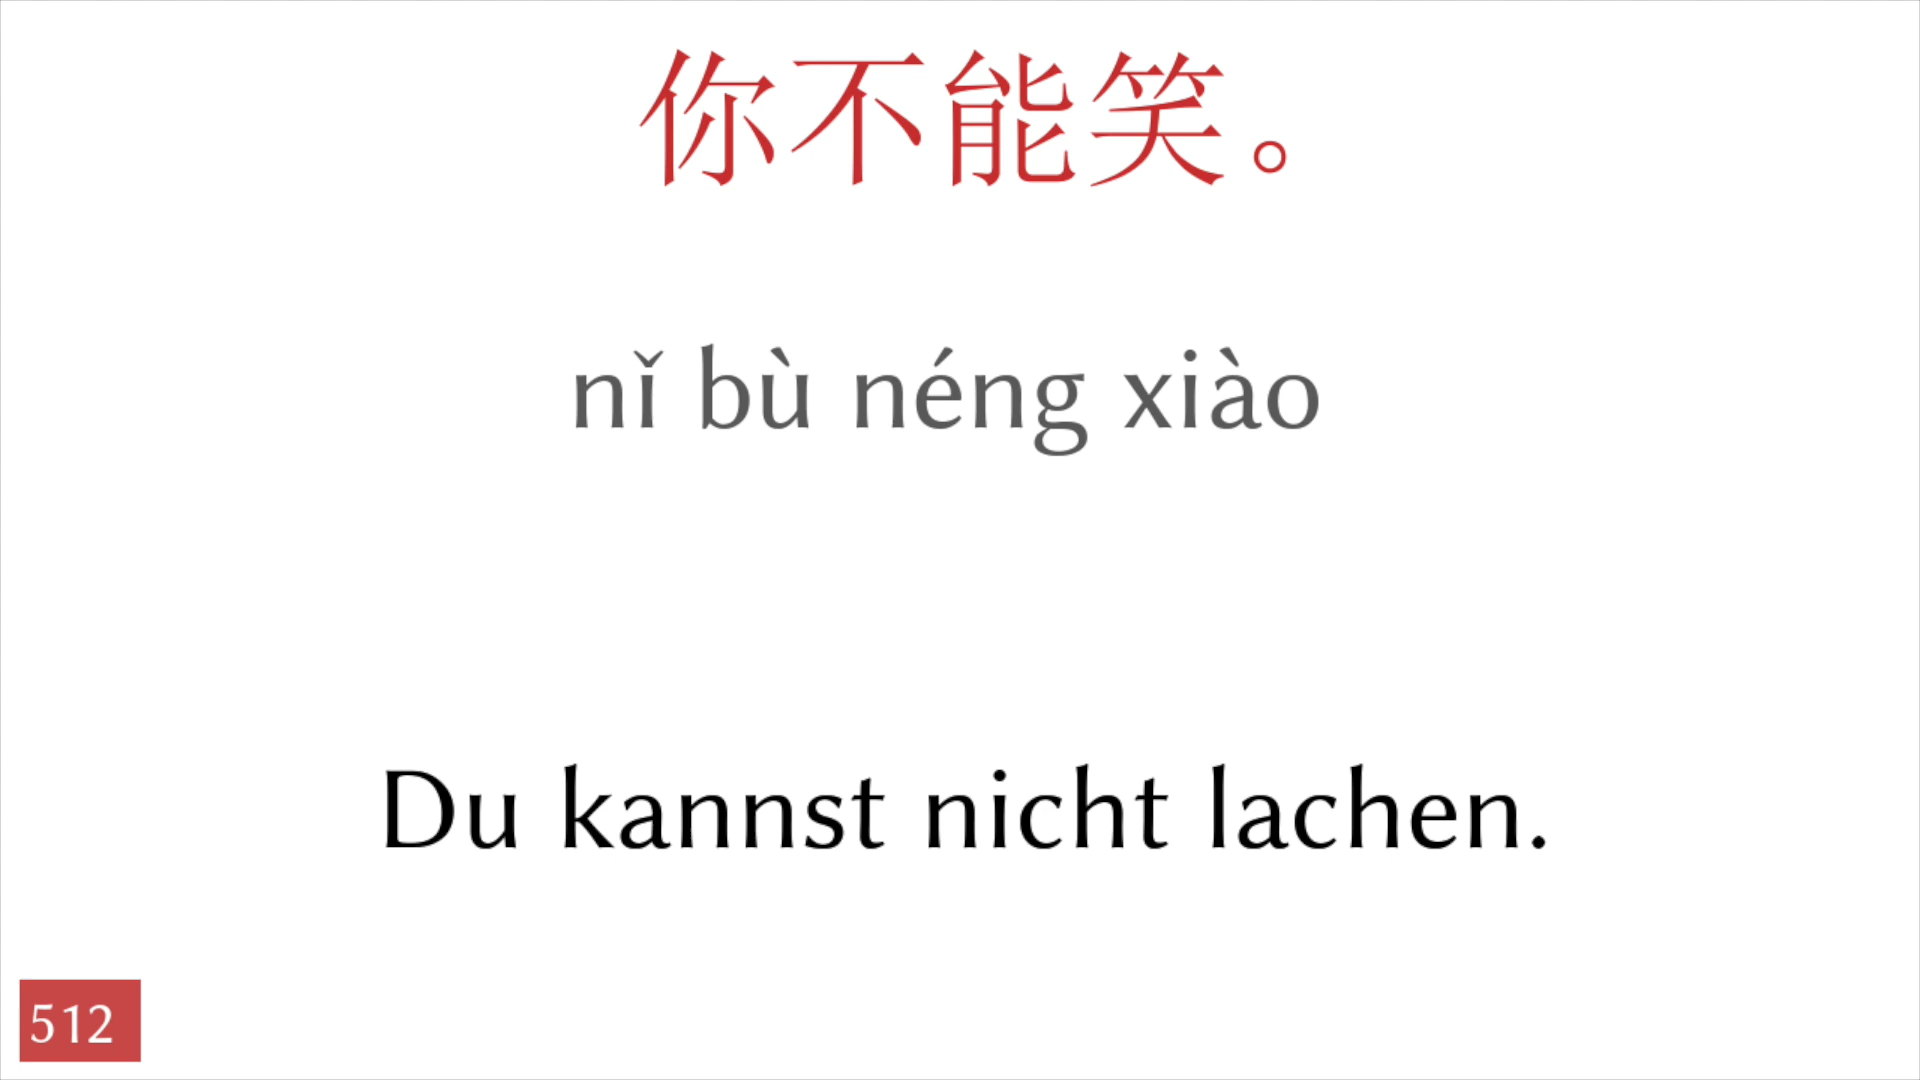 你不能笑。
nǐ bù néng xiào
Du kannst nicht lachen.
512